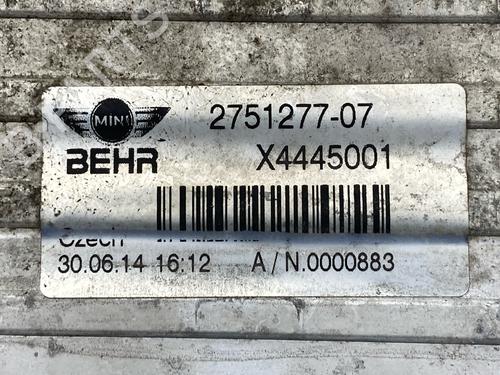 MINI
2751277-07
BEHR
X4445001
Czech
30.06.14 16:12 A/N.0000883